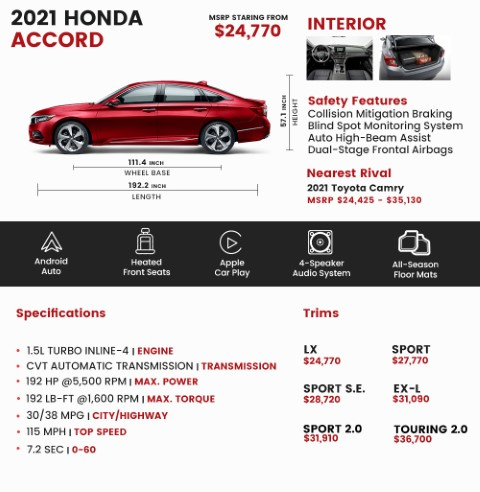 2021 HONDA
ACCORD
MSRP STARING FROM
$24,770
INTERIOR
57.1 INCH
HEIGHT
111.4 INCH
WHEEL BASE
192.2 INCH
LENGTH
Safety Features
Collision Mitigation Braking
Blind Spot Monitoring System
Auto High-Beam Assist
Dual-Stage Frontal Airbags
Nearest Rival
2021 Toyota Camry
MSRP $24,425 - $35,130
Android
Auto
Heated
Front Seats
Apple
Car Play
4-Speaker
Audio System
All-Season
Floor Mats
Specifications
• 1.5L TURBO INLINE-4 | ENGINE
• CVT AUTOMATIC TRANSMISSION | TRANSMISSION
• 192 HP @5,500 RPM | MAX. POWER
• 192 LB-FT @1,600 RPM | MAX. TORQUE
• 30/38 MPG | CITY/HIGHWAY
• 115 MPH | TOP SPEED
• 7.2 SEC | 0-60
Trims
LX
$24,770
SPORT
$27,770
SPORT S.E.
$28,720
EX-L
$31,090
SPORT 2.0
$31,910
TOURING 2.0
$36,700